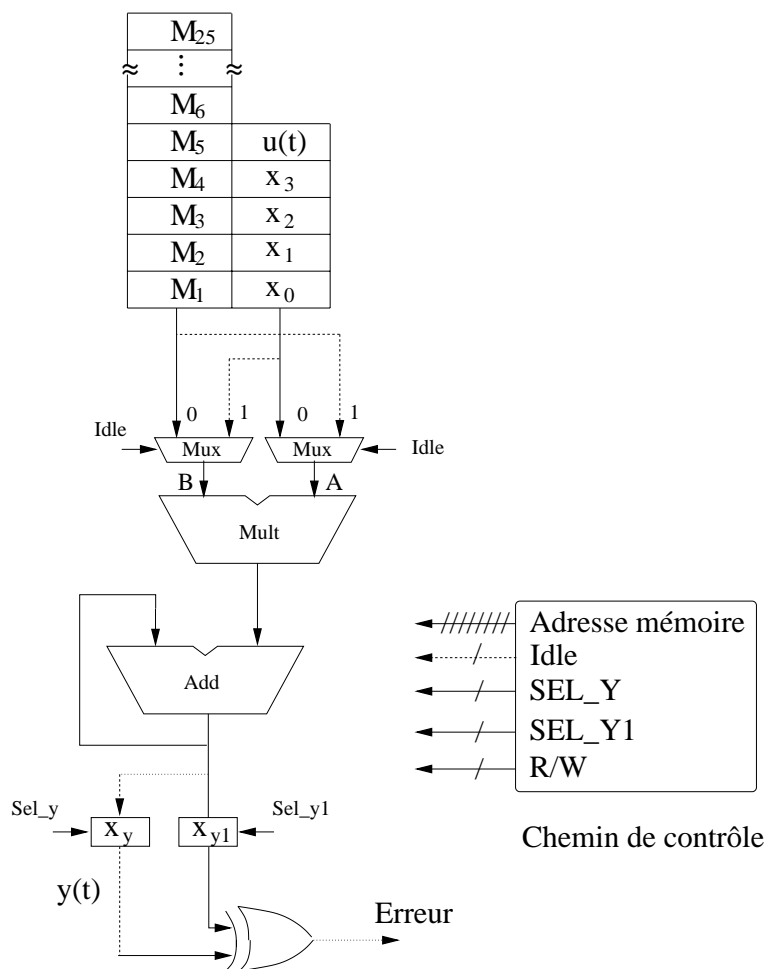 M25
⋮
M6
M5 u(t)
M4 x3
M3 x2
M2 x1
M1 x0
0 1 0 1
Idle Mux Mux Idle
B A
Mult
Add
Adresse mémoire
Idle
SEL_Y
SEL_Y1
R/W
Chemin de contrôle
Sel_y xy xy1 Sel_y1
y(t)
Erreur